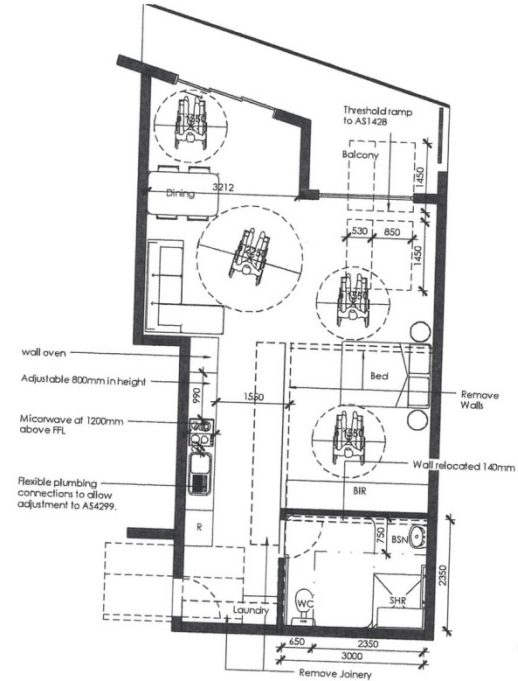 Threshold ramp
to AS1428
1550
Balcony
1450
Dining
3212
530
850
1450
1550
wall oven
Adjustable 800mm in height
990
1550
Bed
Remove
Walls
Micorwave at 1200mm
above FFL
1550
Wall relocated 140mm
Flexible plumbing
connections to allow
adjustment to AS4299.
BIR
R
750
BSN
2350
WC
SHR
Laundry
650
2350
3000
Remove Joinery